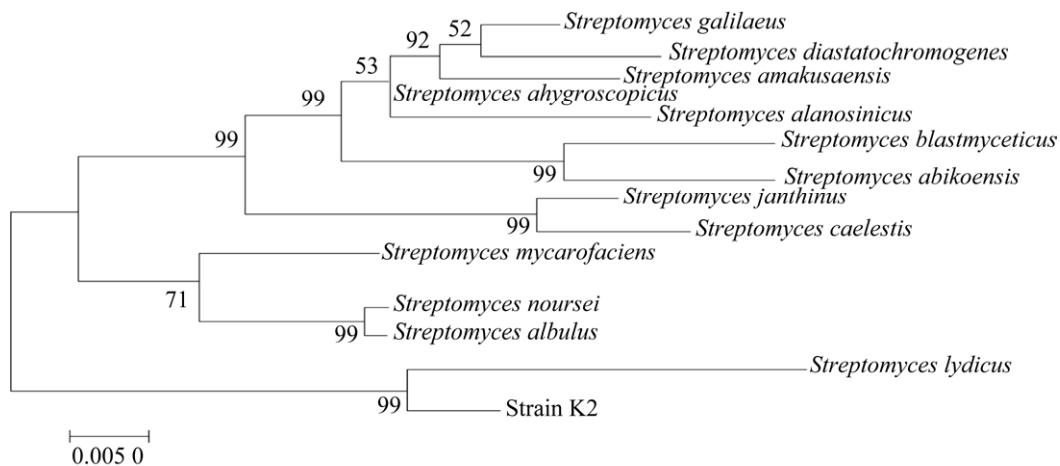 Streptomyces galilaeus
52
Streptomyces diastatochromogenes
92
Streptomyces amakusaensis
53
Streptomyces ahygroscopicus
99
Streptomyces alanosinicus
99
Streptomyces blastmyceticus
99
Streptomyces abikoensis
Streptomyces janthinus
99
Streptomyces caelestis
Streptomyces mycarofaciens
71
Streptomyces noursei
99
Streptomyces albulus
Streptomyces lydicus
99
Strain K2
0.005 0